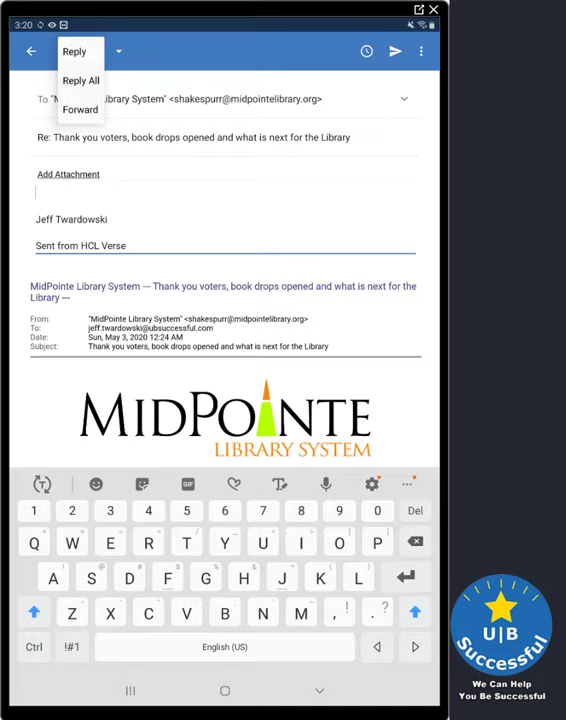 3:20
Reply
Reply All
Forward
To "M
brary System" <shakespurr@midpointelibrary.org>
Re: Thank you voters, book drops opened and what is next for the Library
Add Attachment
Jeff Twardowski
Sent from HCL Verse
MidPointe Library System --- Thank you voters, book drops opened and what is next for the
Library ---
From: "MidPointe Library System" <shakespurr@midpointelibrary.org>
To: jeff.twardowski@ubsuccessful.com
Date: Sun, May 3, 2020 12:24 AM
Subject: Thank you voters, book drops opened and what is next for the Library
MIDPOINTE
LIBRARY SYSTEM
T GIF T
1 2 3 4 5 6 7 8 9 0 Del
Q W E R T Y U I O P
A S D F G H J K L
Z X C V B N M , ! . ?
Ctrl !#1 English (US)
U|B
Successful
We Can Help
You Be Successful